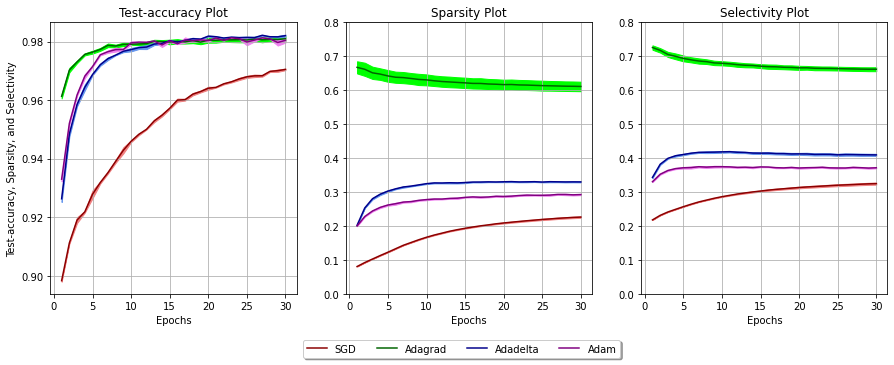 Test-accuracy Plot
Sparsity Plot
Selectivity Plot
Test-accuracy, Sparsity, and Selectivity
0.98
0.96
0.94
0.92
0.90
0 5 10 15 20 25 30
Epochs
0.8
0.7
0.6
0.5
0.4
0.3
0.2
0.1
0.0
0 5 10 15 20 25 30
Epochs
0.8
0.7
0.6
0.5
0.4
0.3
0.2
0.1
0.0
0 5 10 15 20 25 30
Epochs
SGD Adagrad Adadelta Adam